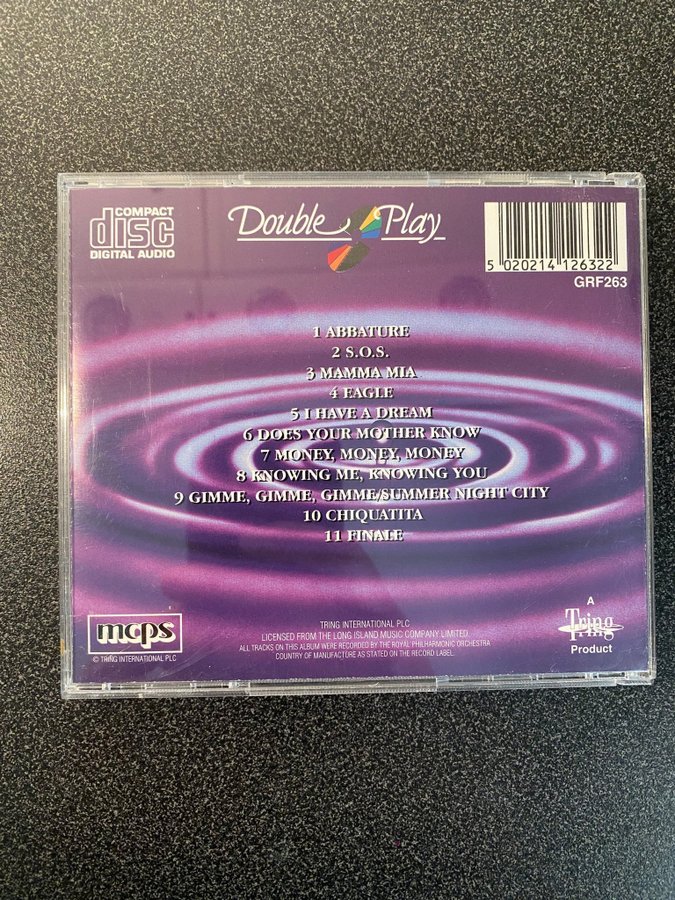 COMPACT
disc
DIGITAL AUDIO
Double Play
5 020214 126322
GRF263
1 ABBATURE
2 S.O.S.
3 MAMMA MIA
4 EAGLE
5 I HAVE A DREAM
6 DOES YOUR MOTHER KNOW
7 MONEY, MONEY, MONEY
8 KNOWING ME, KNOWING YOU
9 GIMME, GIMME, GIMME/SUMMER NIGHT CITY
10 CHIQUATITA
11 FINALE
mcps
© TRING INTERNATIONAL PLC
TRING INTERNATIONAL PLC
LICENSED FROM THE LONG ISLAND MUSIC COMPANY LIMITED.
ALL TRACKS ON THIS ALBUM WERE RECORDED BY THE ROYAL PHILHARMONIC ORCHESTRA
COUNTRY OF MANUFACTURE AS STATED ON THE RECORD LABEL.
A
Tring
Product